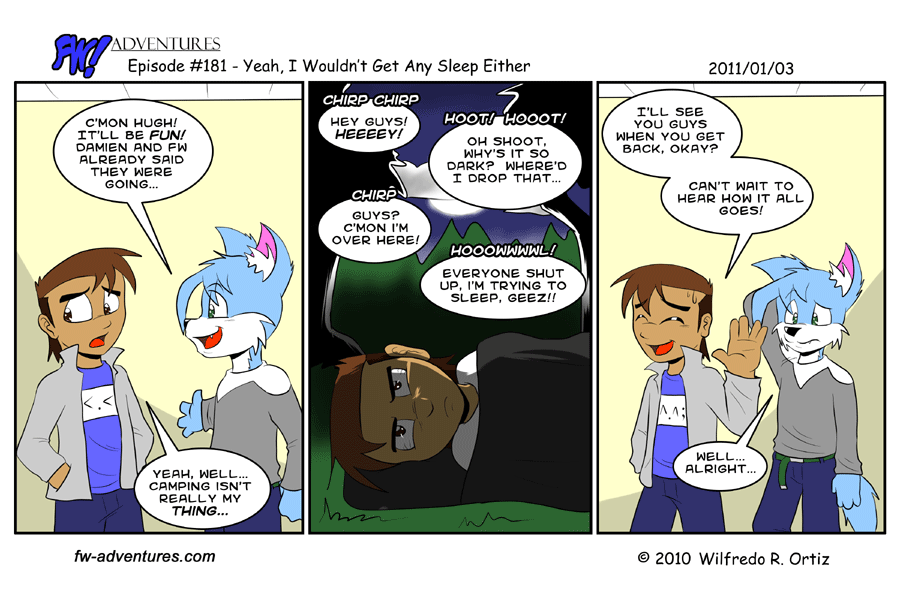 FW! ADVENTURES
Episode #181 - Yeah, I Wouldn't Get Any Sleep Either
2011/01/03
C'MON HUGH!
IT'LL BE FUN!
DAMIEN AND FW
ALREADY SAID
THEY WERE
GOING...
<.<
YEAH, WELL...
CAMPING ISN'T
REALLY MY
THING...
CHIRP CHIRP
HEY GUYS!
HEEEEY!
HOOT! HOOOT!
OH SHOOT,
WHY'S IT SO
DARK? WHERE'D
I DROP THAT...
CHIRP
GUYS?
C'MON I'M
OVER HERE!
HOOOWWWWL!
EVERYONE SHUT
UP, I'M TRYING TO
SLEEP, GEEZ!!
I'LL SEE
YOU GUYS
WHEN YOU GET
BACK, OKAY?
CAN'T WAIT TO
HEAR HOW IT ALL
GOES!
^.^;
WELL...
ALRIGHT...
fw-adventures.com
© 2010 Wilfredo R. Ortiz